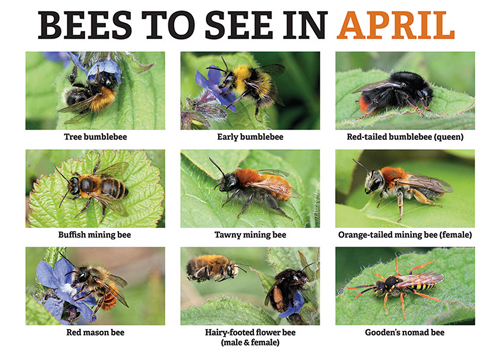 BEES TO SEE IN APRIL
Tree bumblebee
Early bumblebee
Red-tailed bumblebee (queen)
Buffish mining bee
Tawny mining bee
Orange-tailed mining bee (female)
Red mason bee
Hairy-footed flower bee
(male & female)
Gooden's nomad bee